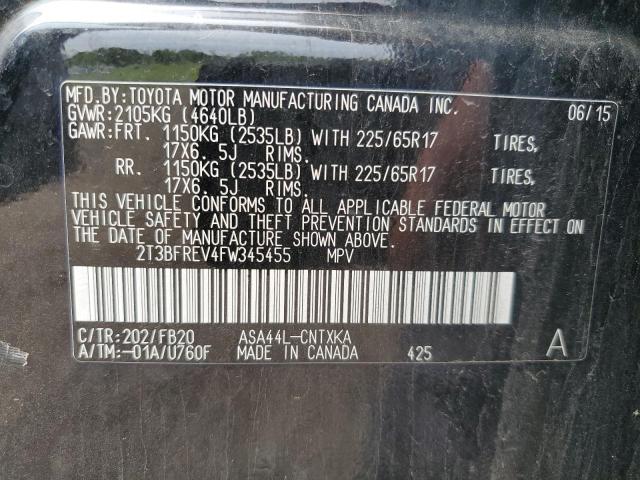 MFD.BY:TOYOTA MOTOR MANUFACTURING CANADA INC. 06/15
GVWR:2105KG (4640LB)
GAWR:FRT. 1150KG (2535LB) WITH 225/65R17 TIRES,
17X6. 5J RIMS.
RR. 1150KG (2535LB) WITH 225/65R17 TIRES,
17X6. 5J RIMS.
THIS VEHICLE CONFORMS TO ALL APPLICABLE FEDERAL MOTOR
VEHICLE SAFETY AND THEFT PREVENTION STANDARDS IN EFFECT ON
THE DATE OF MANUFACTURE SHOWN ABOVE.
2T3BFREV4FW345455 MPV
C/TR:202/FB20 ASA44L-CNTXKA
A/TM:-01A/U760F MADE IN CANADA 425 A